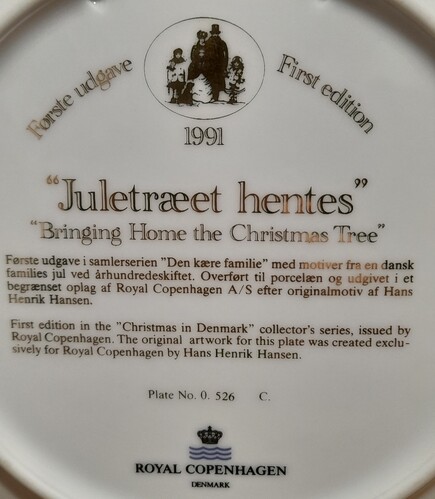 Første udgave
First edition
1991
"Juletræet hentes"
"Bringing Home the Christmas Tree"
Første udgave i samlerserien "Den kære familie" med motiver fra en dansk
families jul ved århundredeskiftet. Overført til porcelæn og udgivet i et
begrænset oplag af Royal Copenhagen A/S efter originalmotiv af Hans
Henrik Hansen.
First edition in the "Christmas in Denmark" collector's series, issued by
Royal Copenhagen. The original artwork for this plate was created exclu-
sively for Royal Copenhagen by Hans Henrik Hansen.
Plate No. 0. 526 C.
ROYAL COPENHAGEN
DENMARK